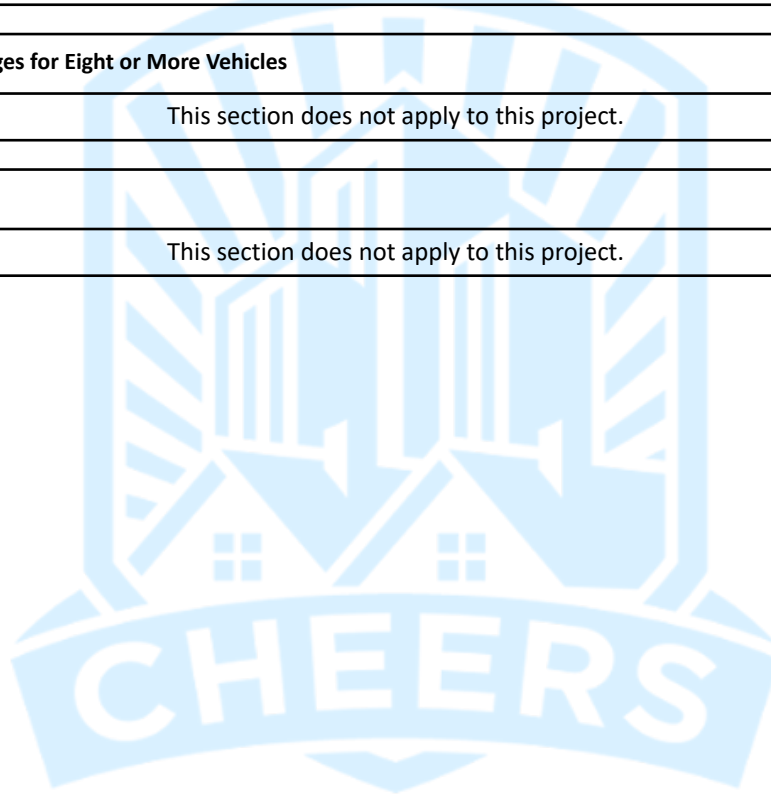 ges for Eight or More Vehicles
This section does not apply to this project.
This section does not apply to this project.
CHEERS